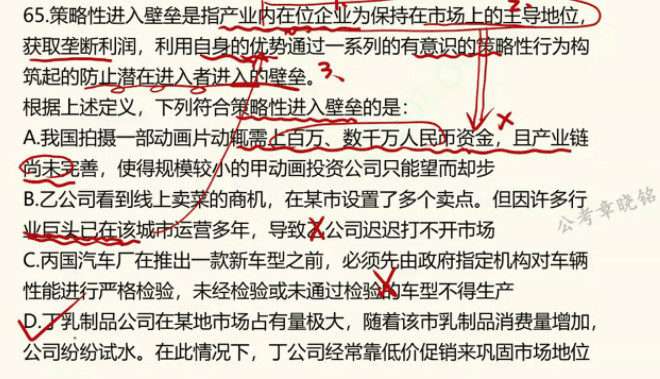 65.策略性进入壁垒是指产业内在位企业为保持在市场上的主导地位，
获取垄断利润，利用自身的优势通过一系列的有意识的策略性行为构
筑起的防止潜在进入者进入的壁垒。 3、
根据上述定义，下列符合策略性进入壁垒的是：
A.我国拍摄一部动画片动辄需上百万、数千万人民币资金，且产业链
尚未完善，使得规模较小的甲动画投资公司只能望而却步
B.乙公司看到线上卖菜的商机，在某市设置了多个卖点。但因许多行
业巨头已在该城市运营多年，导致乙公司迟迟打不开市场
公考章晓铭
C.丙国汽车厂在推出一款新车型之前，必须先由政府指定机构对车辆
性能进行严格检验，未经检验或未通过检验的车型不得生产
D.丁乳制品公司在某地市场占有量极大，随着该市乳制品消费量增加，
公司纷纷试水。在此情况下，丁公司经常靠低价促销来巩固市场地位